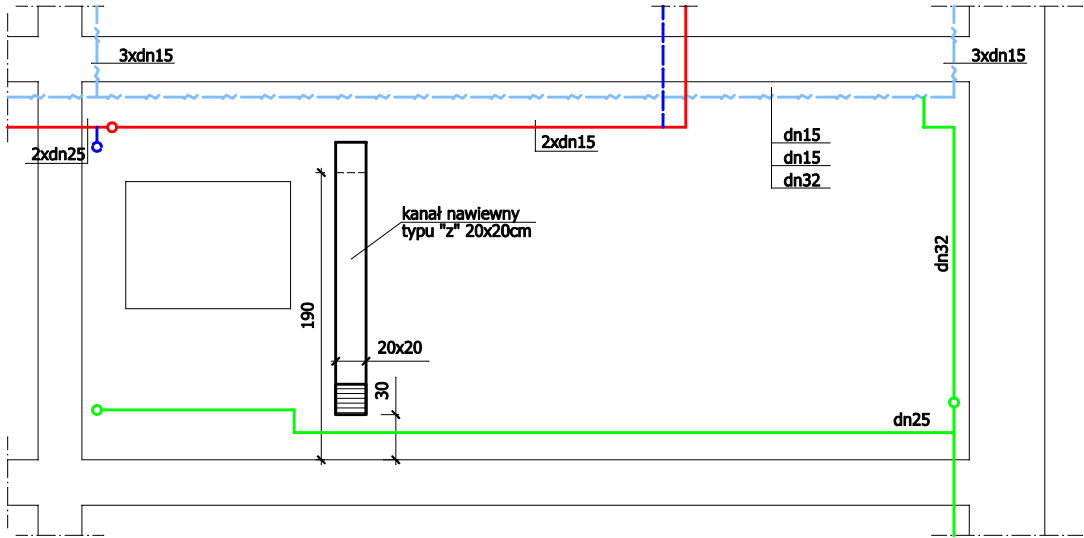 3xdn15
3xdn15
2xdn25
2xdn15
dn15
dn15
dn32
kanał nawiewny
typu "z" 20x20cm
dn32
190
20x20
30
dn25